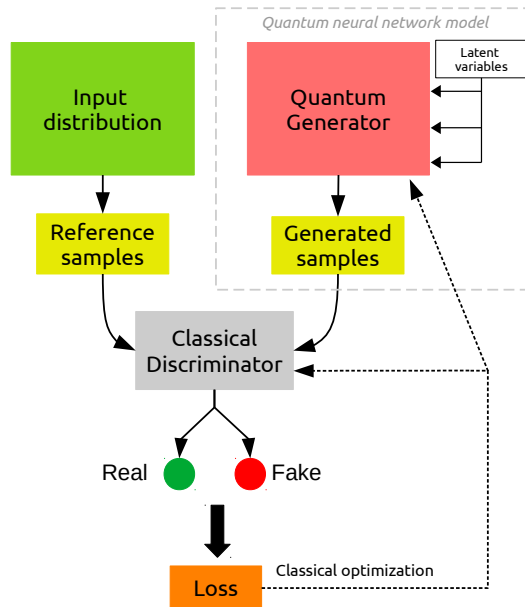 Quantum neural network model
Latent
variables
Input
distribution
Quantum
Generator
Reference
samples
Generated
samples
Classical
Discriminator
Real
Fake
Loss
Classical optimization